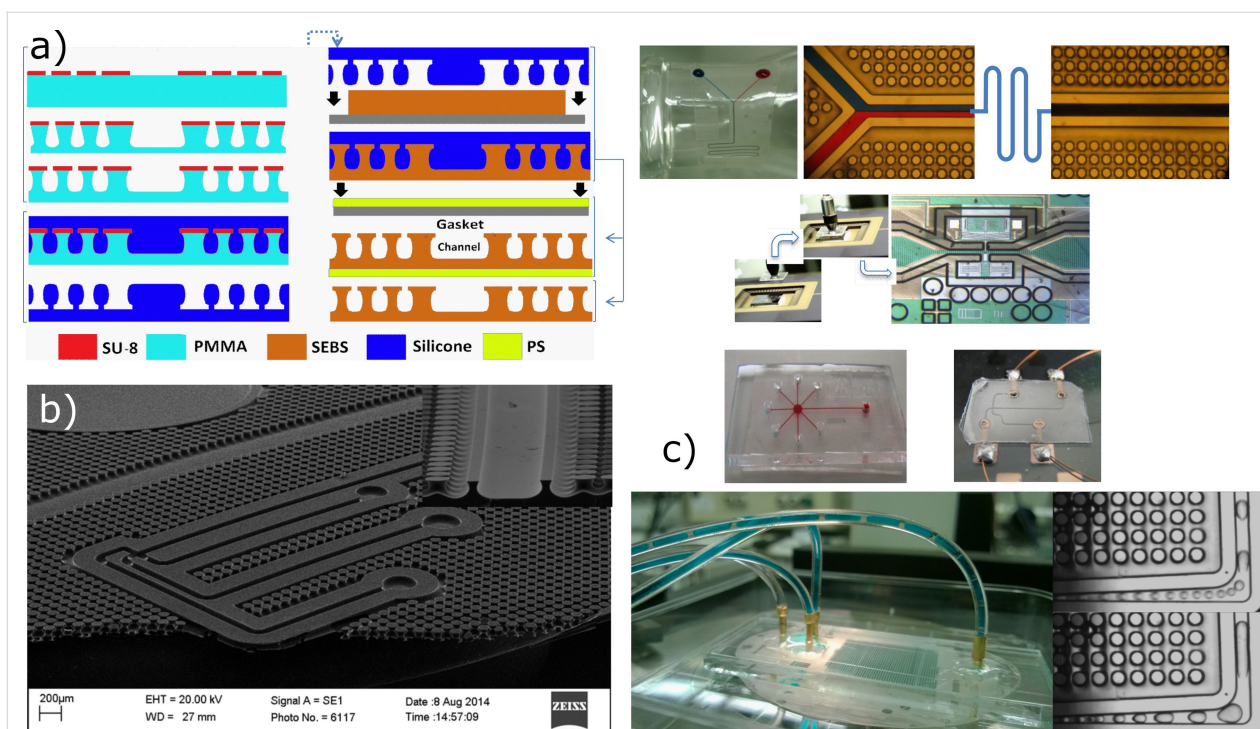 a)
Gasket
Channel
SU-8
PMMA
SEBS
Silicone
PS
b)
200µm
EHT = 20.00 kV
WD = 27 mm
Signal A = SE1
Photo No. = 6117
Date :8 Aug 2014
Time :14:57:09
ZEISS
c)